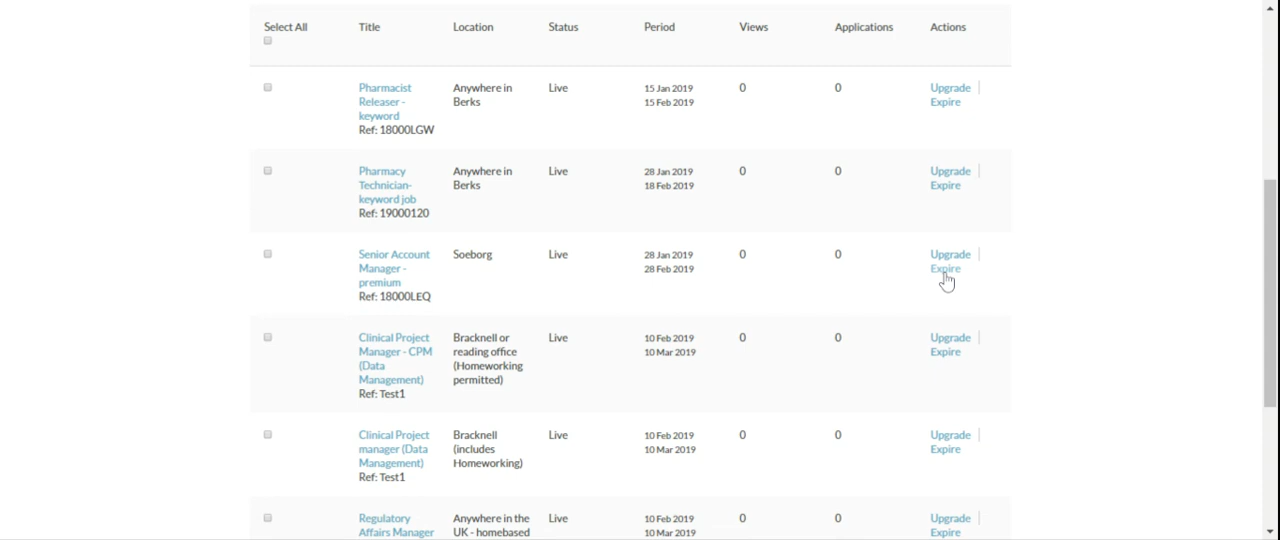 Select All Title Location Status Period Views Applications Actions
Pharmacist Anywhere in Live 15 Jan 2019 0 0 Upgrade
Releaser - Berks 15 Feb 2019 Expire
keyword
Ref: 18000LGW
Pharmacy Anywhere in Live 28 Jan 2019 0 0 Upgrade
Technician- Berks 18 Feb 2019 Expire
keyword job
Ref: 19000120
Senior Account Soeborg Live 28 Jan 2019 0 0 Upgrade
Manager - 28 Feb 2019 Expire
premium
Ref: 18000LEQ
Clinical Project Bracknell or Live 10 Feb 2019 0 0 Upgrade
Manager - CPM reading office 10 Mar 2019 Expire
(Data (Homeworking
Management) permitted)
Ref: Test1
Clinical Project Bracknell Live 10 Feb 2019 0 0 Upgrade
manager (Data (includes 10 Mar 2019 Expire
Management) Homeworking)
Ref: Test1
Regulatory Anywhere in the Live 10 Feb 2019 0 0 Upgrade
Affairs Manager UK - homebased 10 Mar 2019 Expire